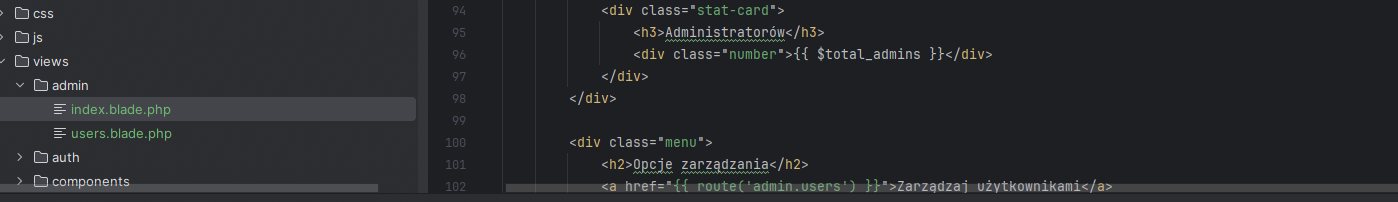 css
js
views
admin
index.blade.php
users.blade.php
auth
components
94 <div class="stat-card">
95 <h3>Administratorów</h3>
96 <div class="number">{{ $total_admins }}</div>
97 </div>
98 </div>
99
100 <div class="menu">
101 <h2>Opcje zarządzania</h2>
102 <a href="{{ route('admin.users') }}">Zarządzaj użytkownikami</a>